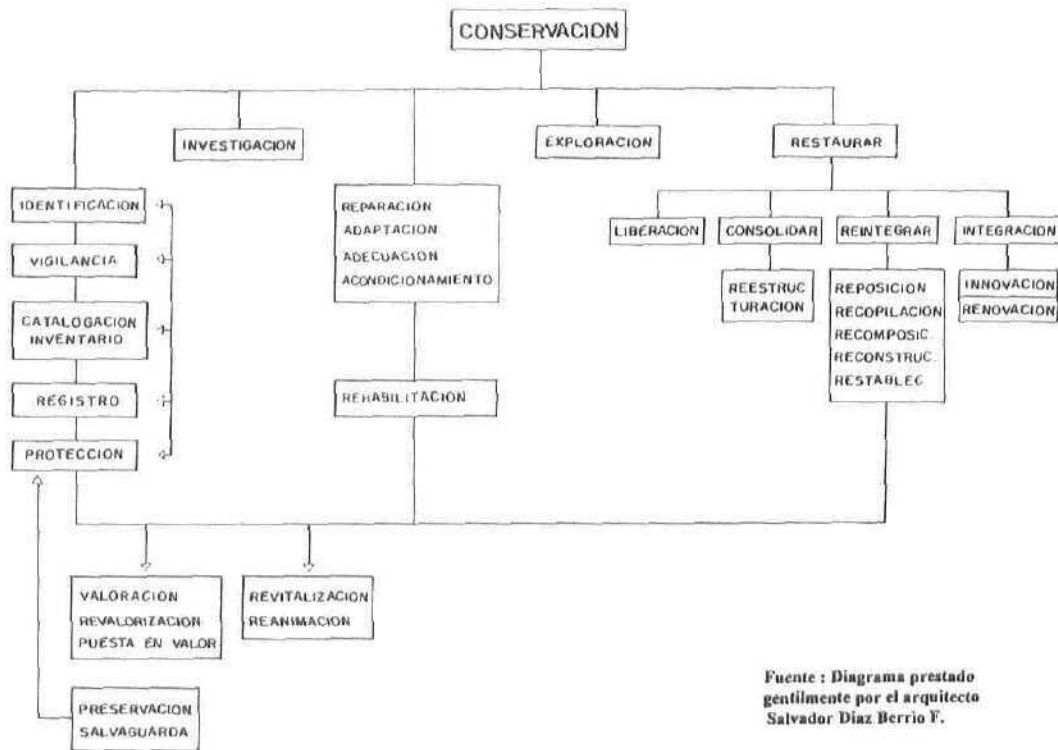 CONSERVACION
INVESTIGACION
EXPLORACION
RESTAURAR
IDENTIFICACION
VIGILANCIA
CATALOGACION
INVENTARIO
REGISTRO
PROTECCION
REPARACION
ADAPTACION
ADECUACION
ACONDICIONAMIENTO
REHABILITACION
LIBERACION
CONSOLIDAR
REINTEGRAR
INTEGRACION
REESTRUC
TURACION
REPOSICION
RECOPILACION
RECOMPOSIC.
RECONSTRUC.
RESTABLEC
INNOVACION
RENOVACION
VALORACION
REVALORIZACION
PUESTA EN VALOR
REVITALIZACION
REANIMACION
PRESERVACION
SALVAGUARDA
Fuente : Diagrama prestado
gentilmente por el arquitecto
Salvador Díaz Berrio F.